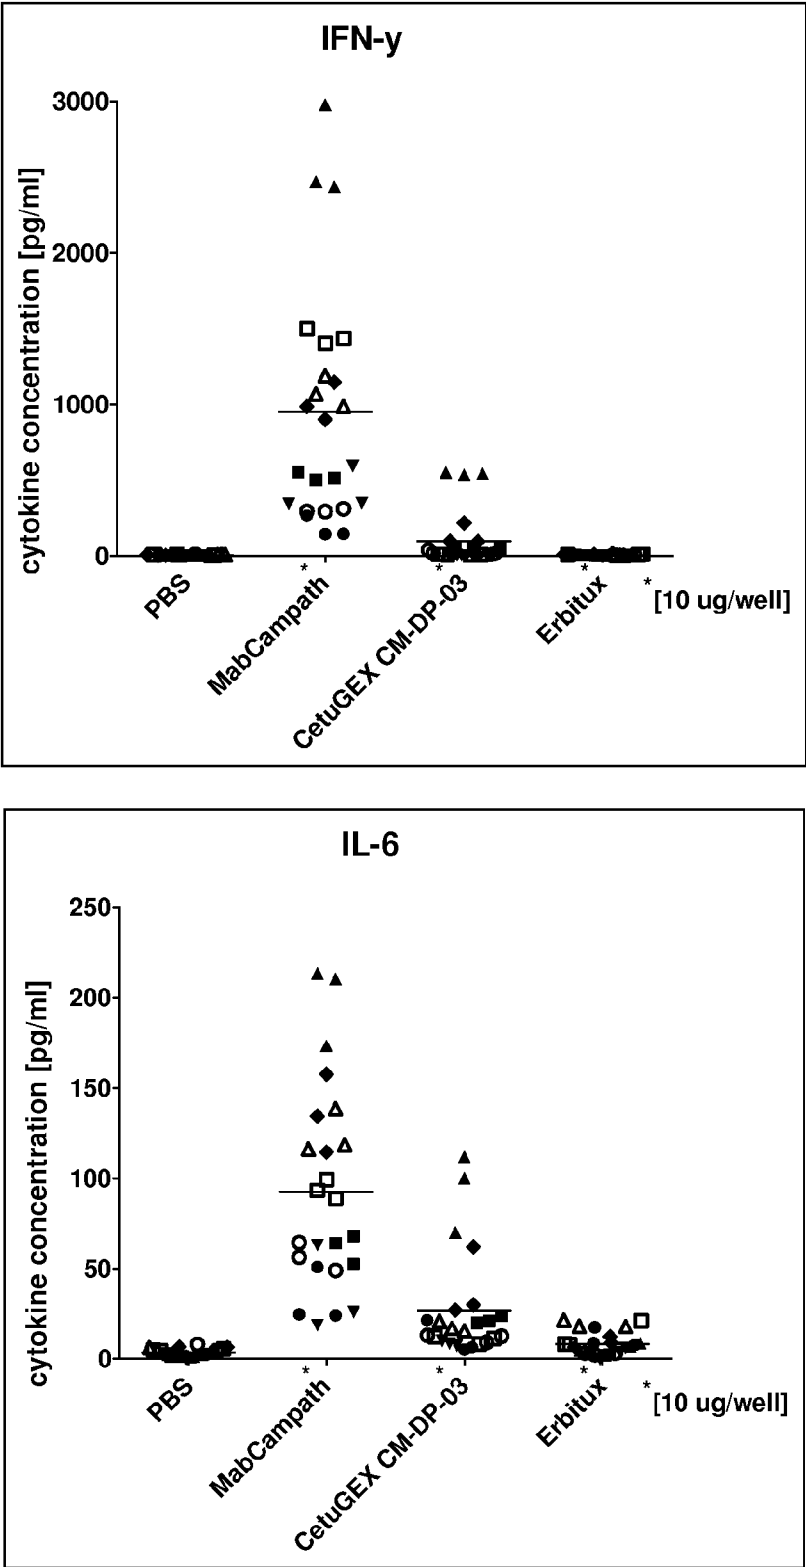 IFN-y
cytokine concentration [pg/ml]
3000
2000
1000
0
PBS
* MabCampath
* CetuGEX CM-DP-03
* Erbitux
* [10 ug/well]
IL-6
cytokine concentration [pg/ml]
250
200
150
100
50
0
PBS
* MabCampath
* CetuGEX CM-DP-03
* Erbitux
* [10 ug/well]